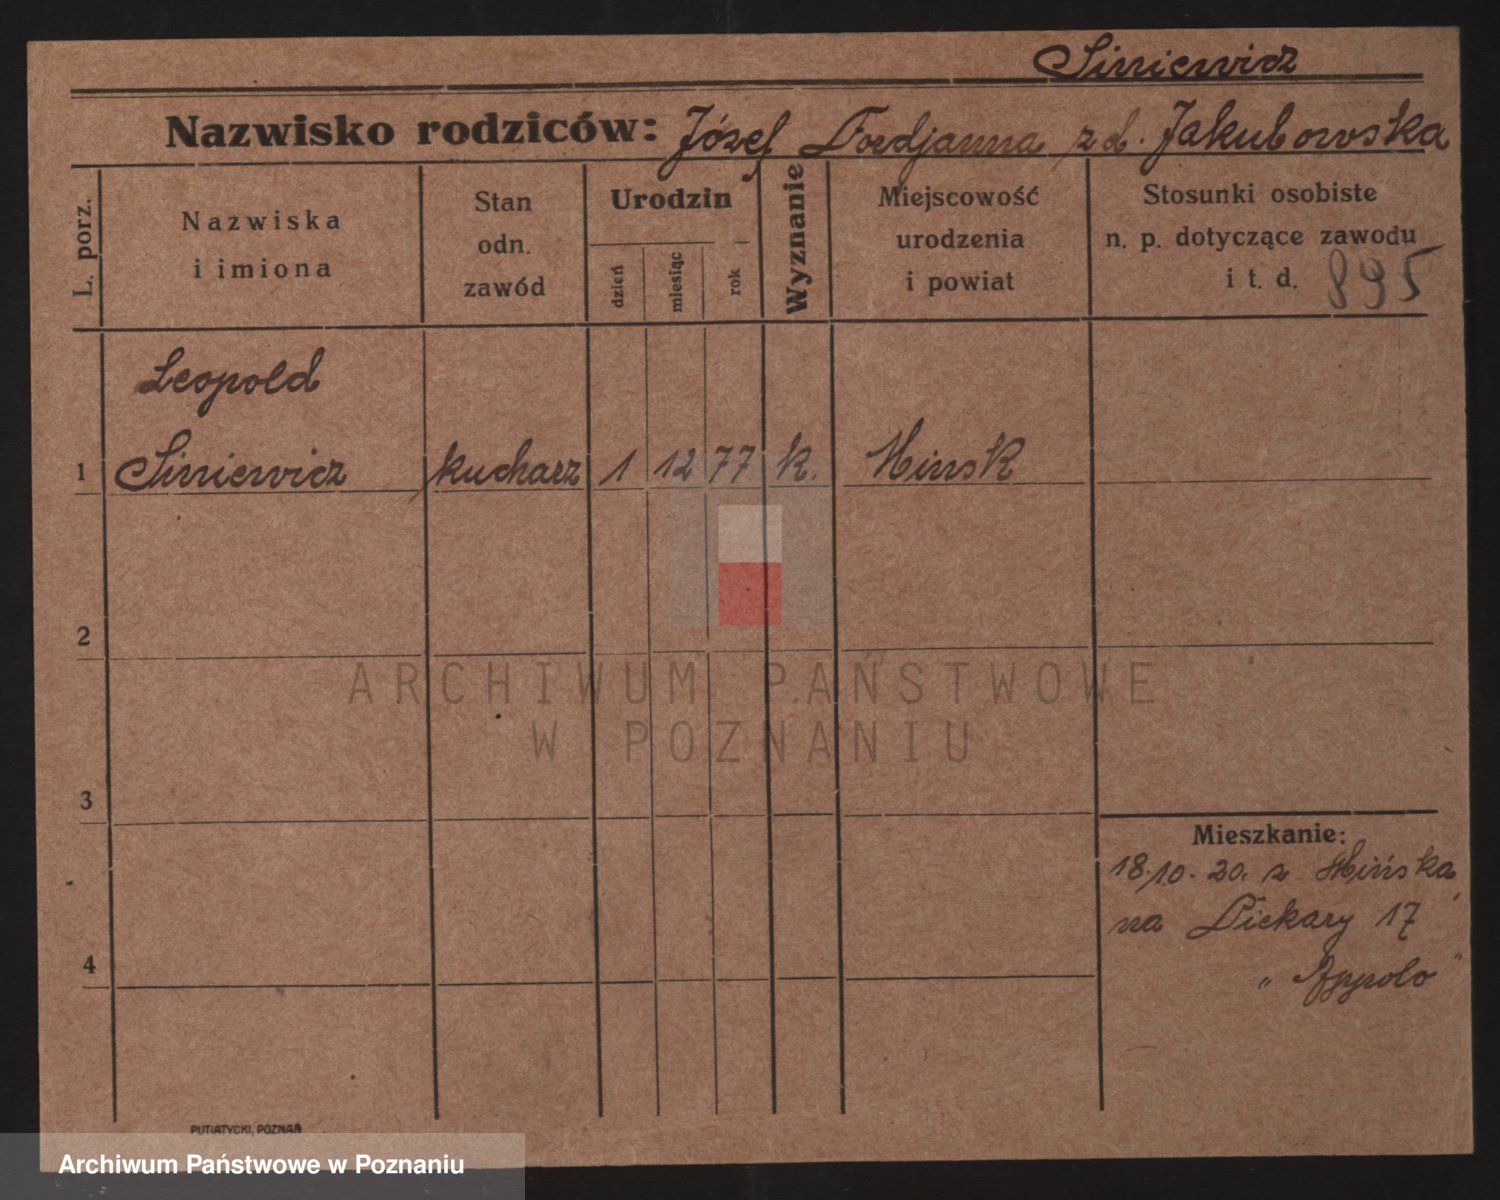 Siniewicz
Nazwisko rodziców: Józef zd. Jakubowska
L. porz.
Nazwiska
i imiona
Stan
odn.
zawód
Urodzin
dzień
miesiąc
rok
Wyznanie
Miejscowość
urodzenia
i powiat
Stosunki osobiste
n. p. dotyczące zawodu
i t. d. 895
Leopold
1 Siniewicz kucharz 1 12 77 k. Mińsk
2
ARCHIWUM PAŃSTWOWE
W POZNANIU
3
Mieszkanie:
18.10.20. z Mińska
na Piekary 17
4
"Appolo"
PUTIATYCKI, POZNAŃ
Archiwum Państwowe w Poznaniu